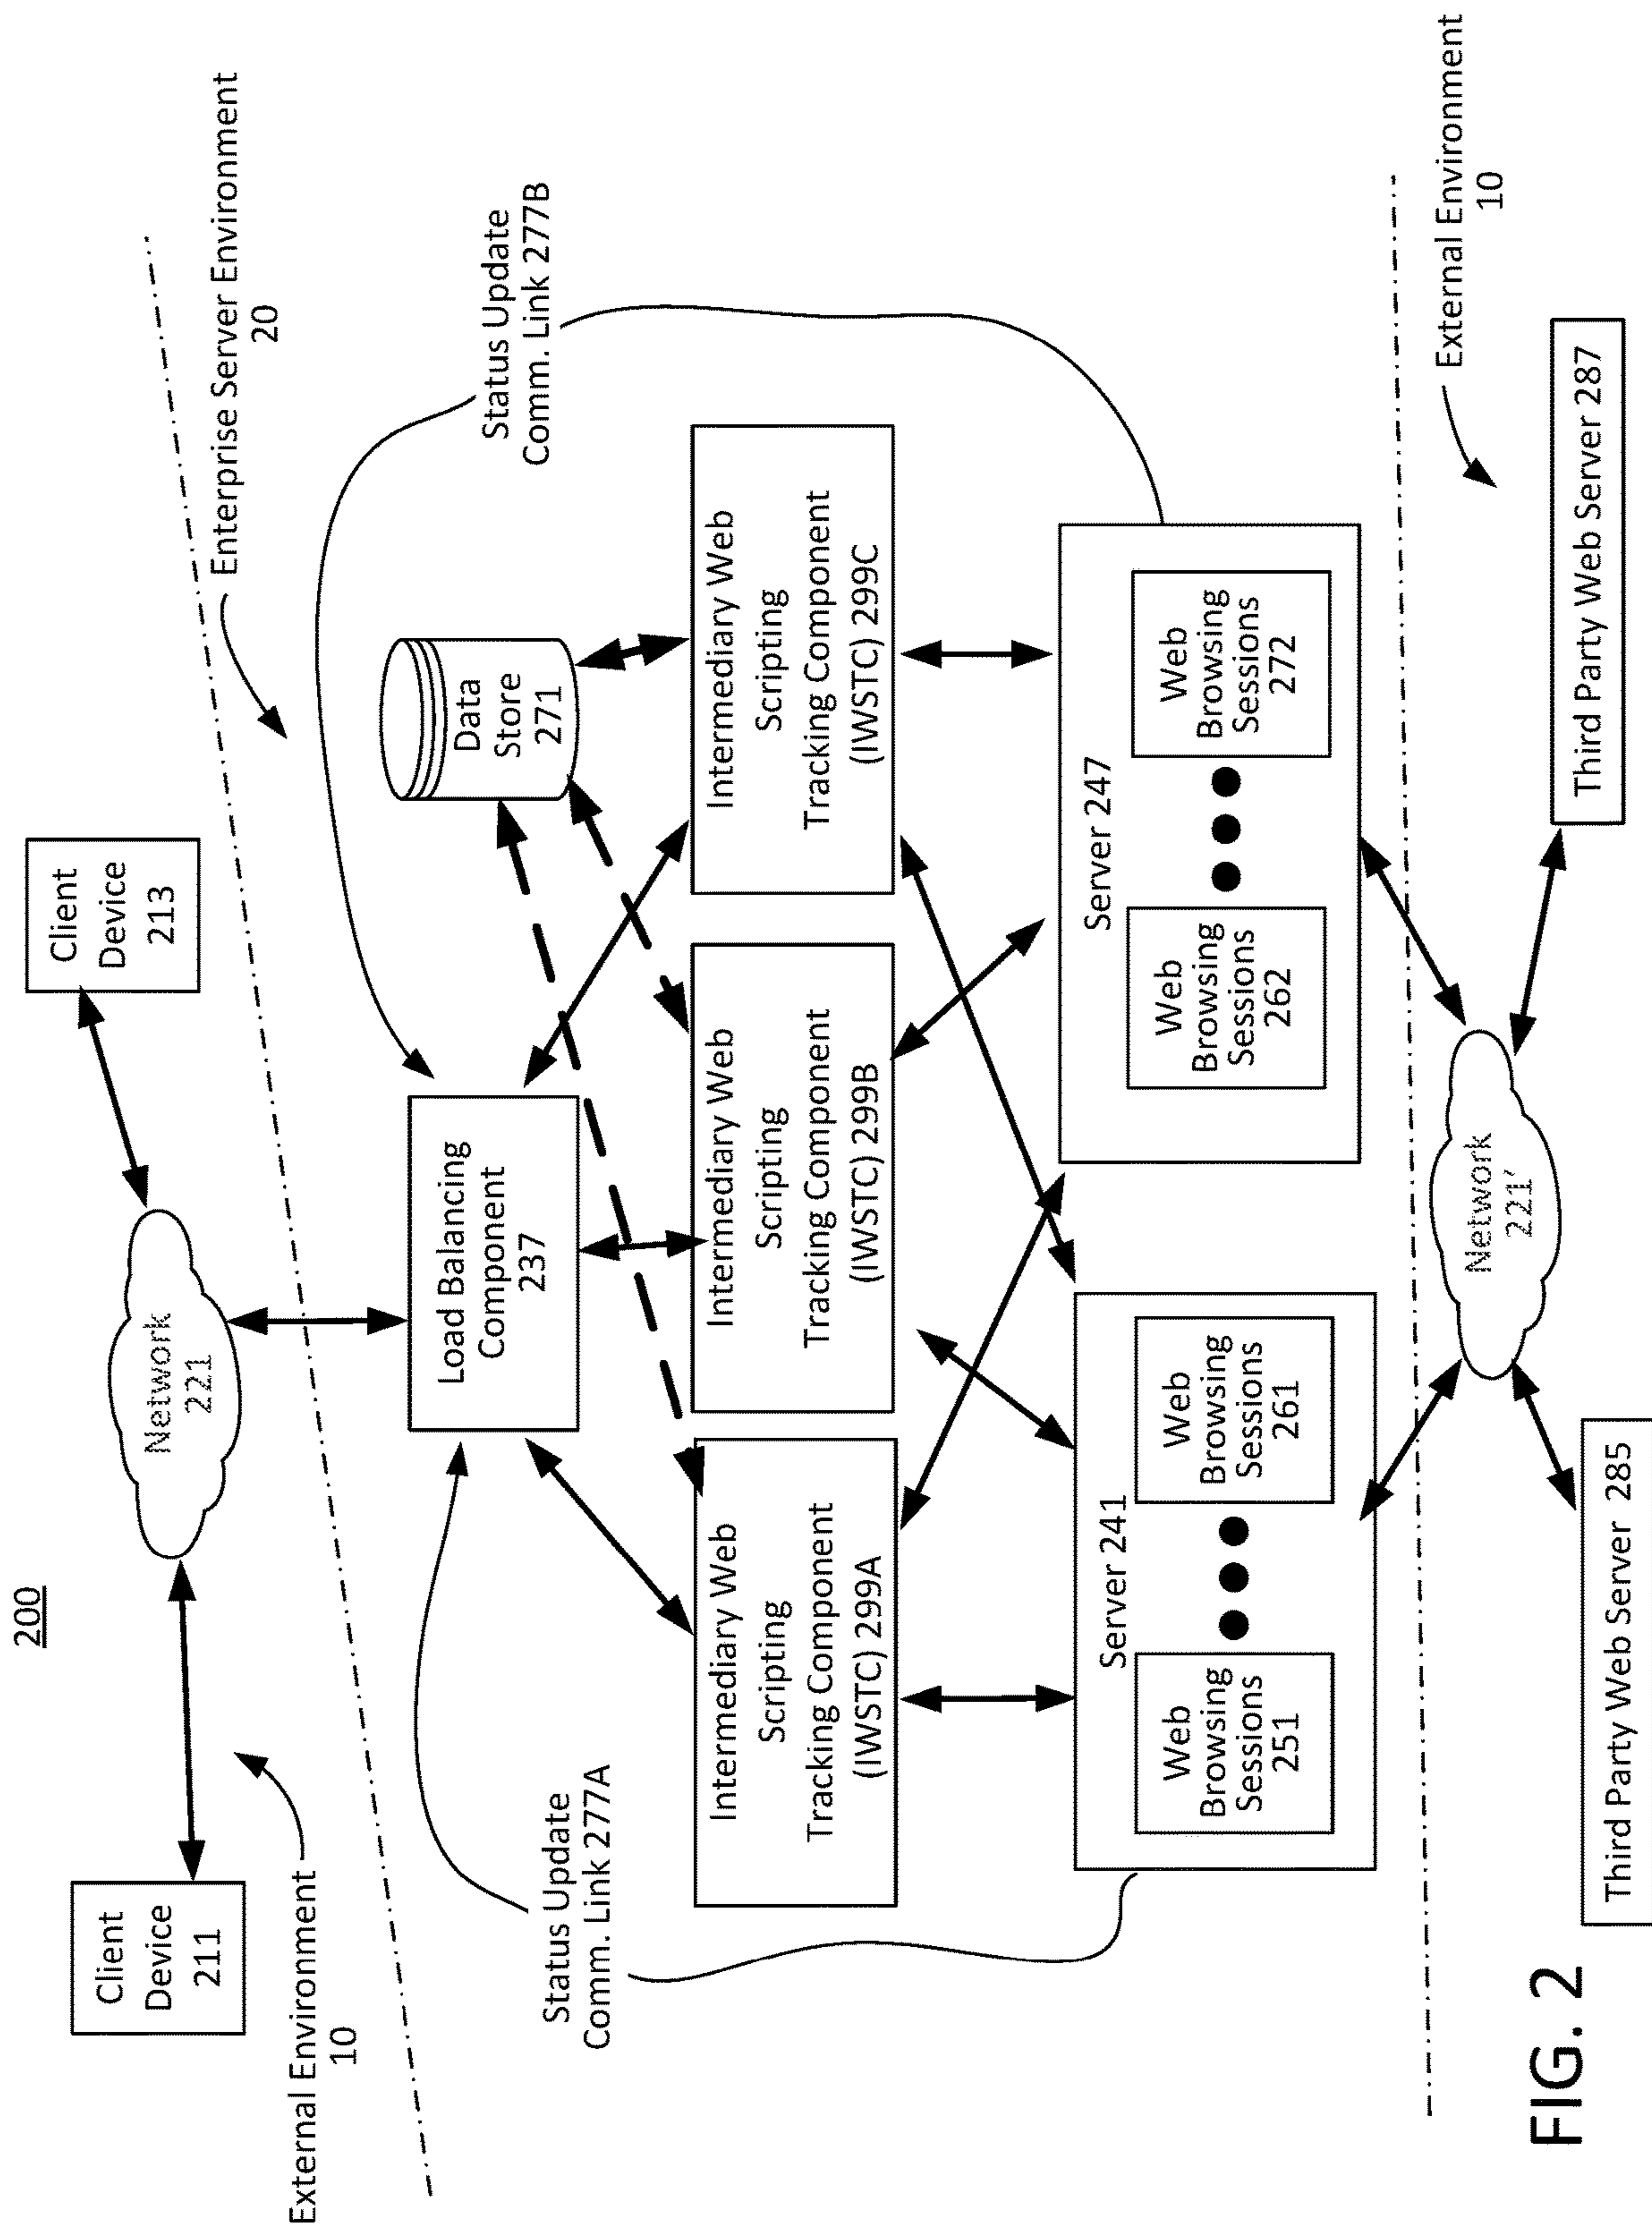 200
Client
Device
211
Network
221
Client
Device
213
External Environment
10
Enterprise Server Environment
20
Load Balancing
Component
237
Data
Store
271
Status Update
Comm. Link 277A
Status Update
Comm. Link 277B
Intermediary Web
Scripting
Tracking Component
(IWSTC) 299A
Intermediary Web
Scripting
Tracking Component
(IWSTC) 299B
Intermediary Web
Scripting
Tracking Component
(IWSTC) 299C
Server 241
Web
Browsing
Sessions
251
Web
Browsing
Sessions
261
Server 247
Web
Browsing
Sessions
262
Web
Browsing
Sessions
272
Network
221'
External Environment
10
Third Party Web Server 285
Third Party Web Server 287
FIG. 2